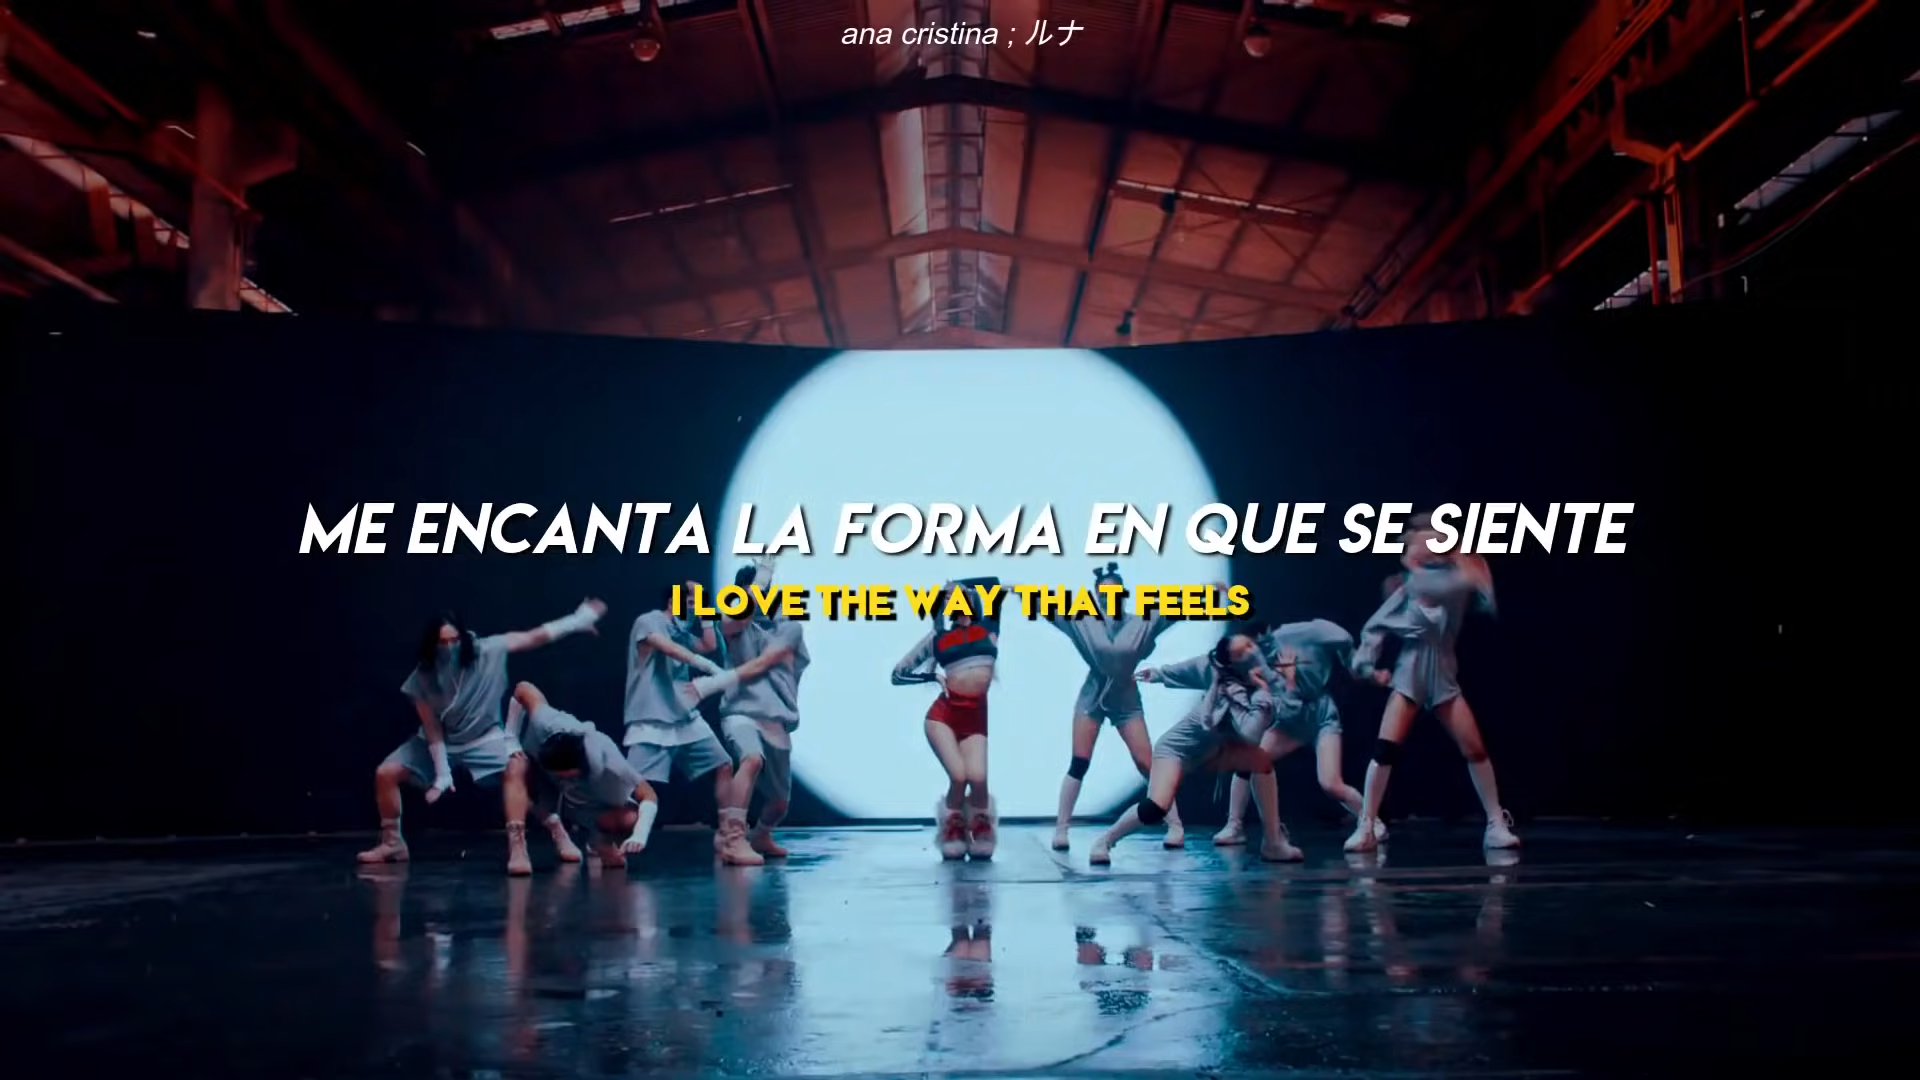 ana cristina ; ルナ
ME ENCANTA LA FORMA EN QUE SE SIENTE
I LOVE THE WAY THAT FEELS